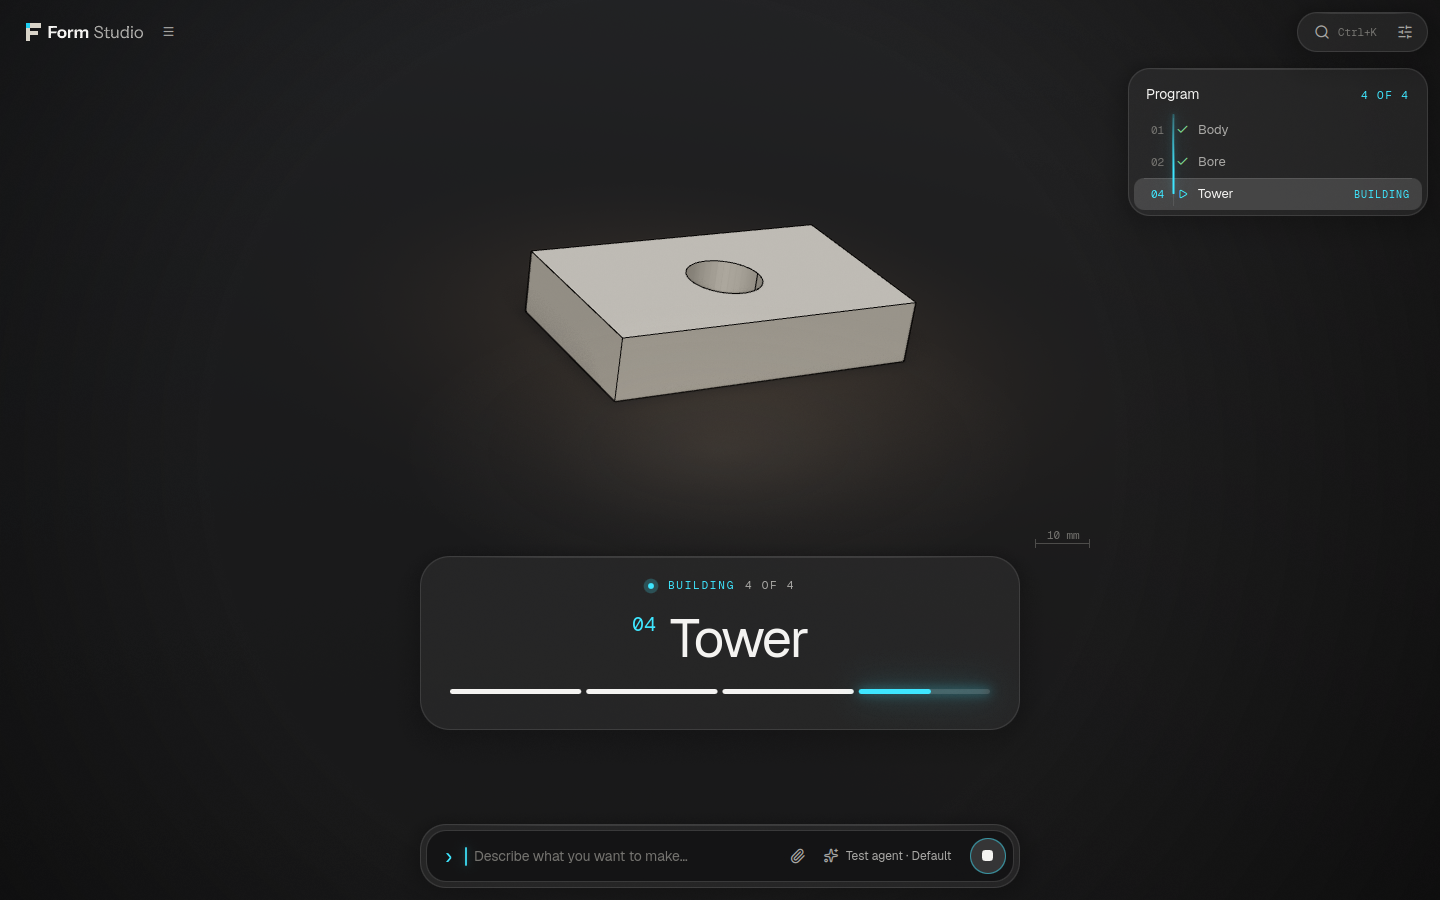 Form Studio
Ctrl+K
Program 4 OF 4
01 Body
02 Bore
04 Tower BUILDING
10 mm
BUILDING 4 OF 4
04 Tower
Describe what you want to make...
Test agent · Default